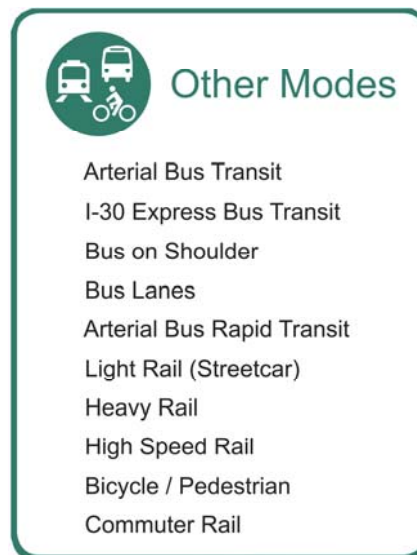 Other Modes
Arterial Bus Transit
I-30 Express Bus Transit
Bus on Shoulder
Bus Lanes
Arterial Bus Rapid Transit
Light Rail (Streetcar)
Heavy Rail
High Speed Rail
Bicycle / Pedestrian
Commuter Rail